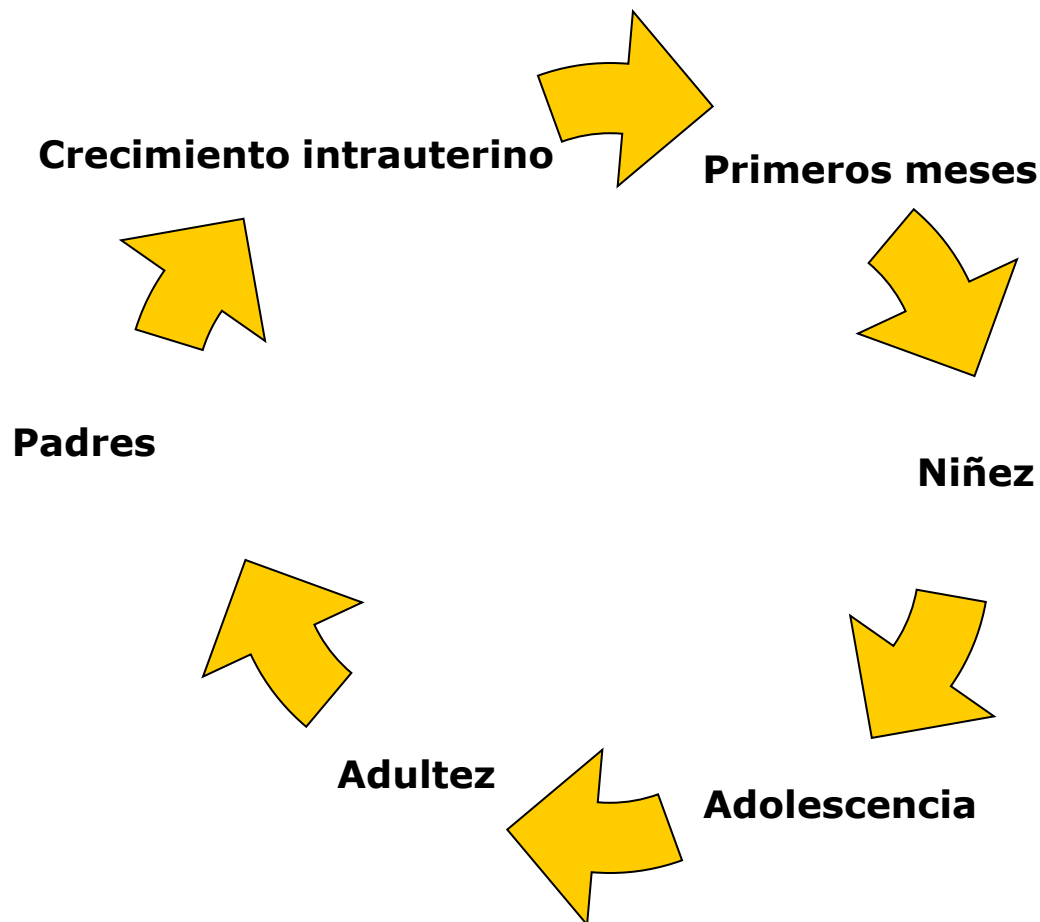 Crecimiento intrauterino
Primeros meses
Padres
Niñez
Adultez
Adolescencia